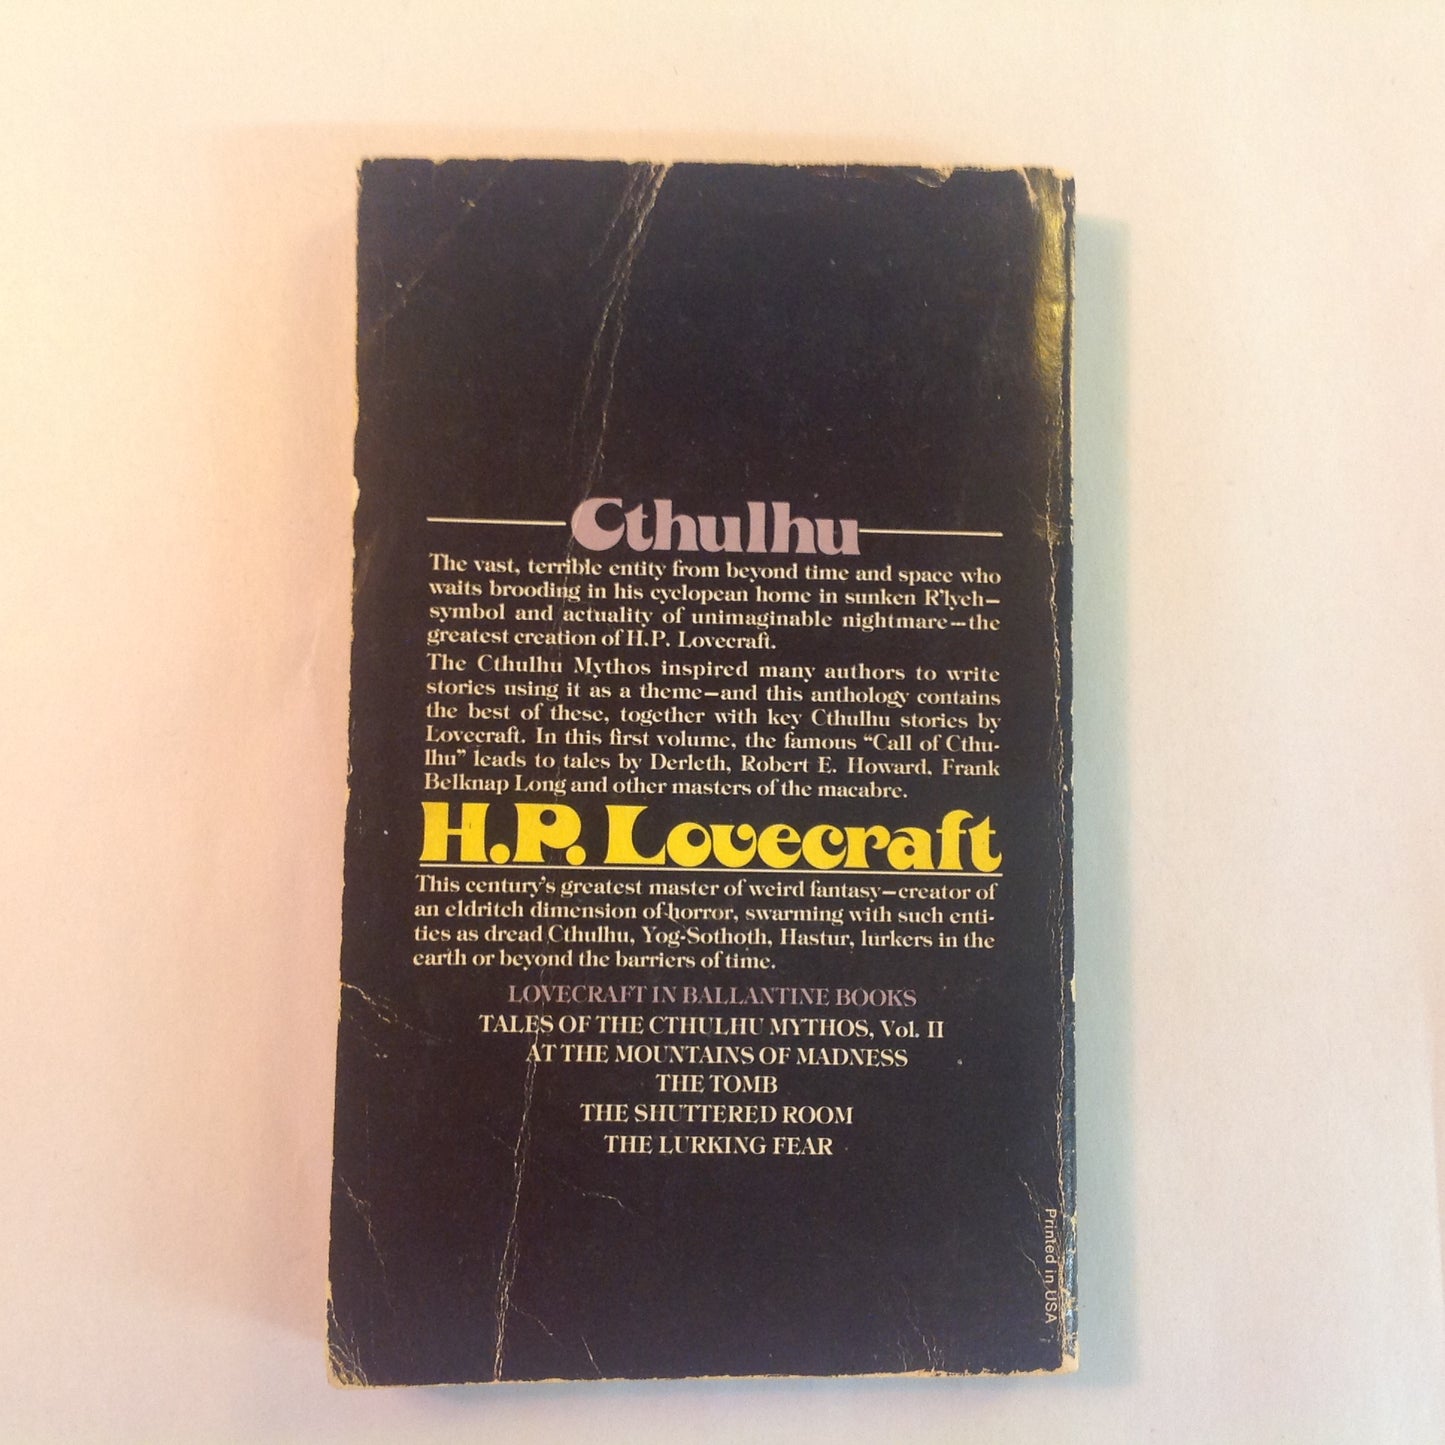 Cthulhu
The vast, terrible entity from beyond time and space who
waits brooding in his cyclopean home in sunken R'lyeh—
symbol and actuality of unimaginable nightmare—the
greatest creation of H.P. Lovecraft.
The Cthulhu Mythos inspired many authors to write
stories using it as a theme—and this anthology contains
the best of these, together with key Cthulhu stories by
Lovecraft. In this first volume, the famous “Call of Cthu-
lhu” leads to tales by Derleth, Robert E. Howard, Frank
Belknap Long and other masters of the macabre.
H.P. Lovecraft
This century's greatest master of weird fantasy—creator of
an eldritch dimension of horror, swarming with such enti-
ties as dread Cthulhu, Yog-Sothoth, Hastur, lurkers in the
earth or beyond the barriers of time.
LOVECRAFT IN BALLANTINE BOOKS
TALES OF THE CTHULHU MYTHOS, Vol. II
AT THE MOUNTAINS OF MADNESS
THE TOMB
THE SHUTTERED ROOM
THE LURKING FEAR
Printed in USA